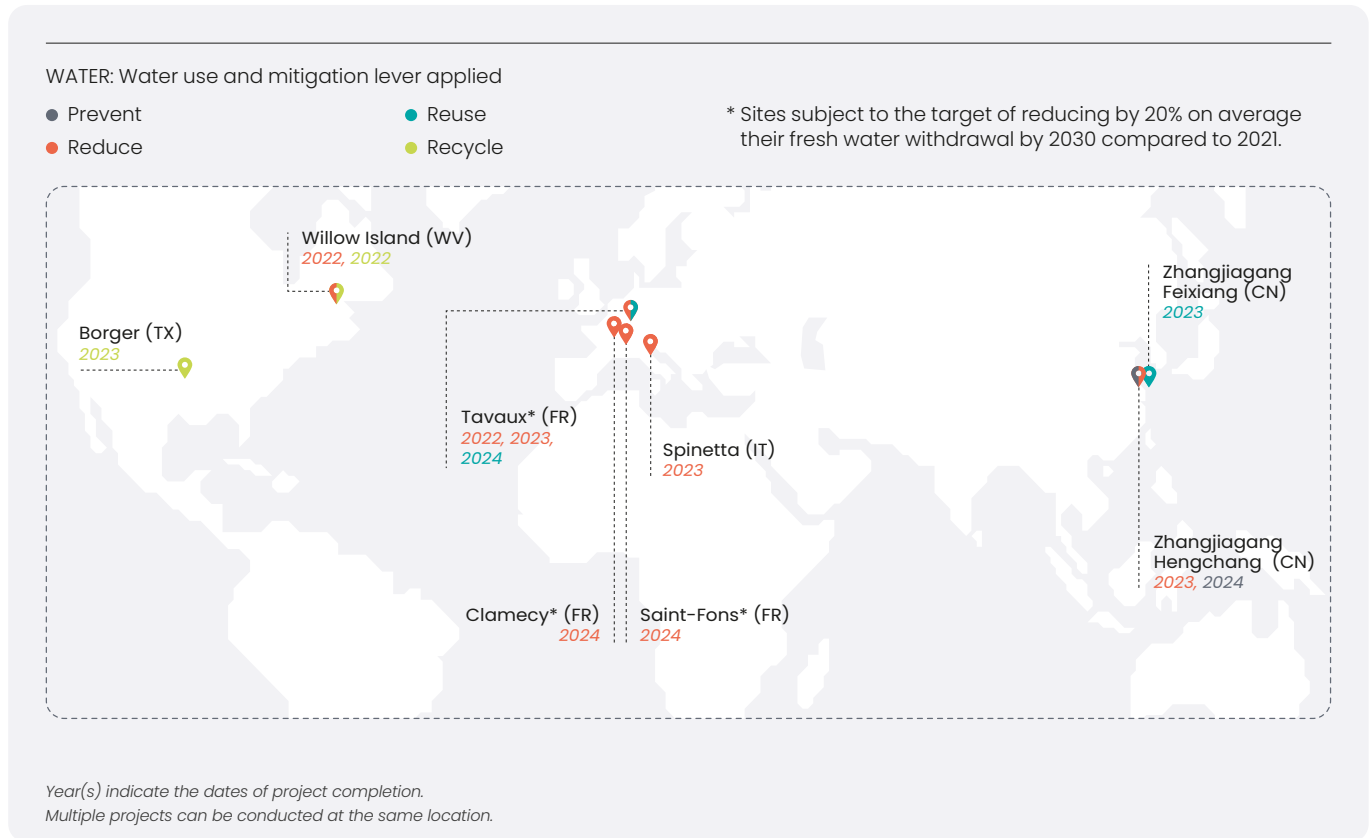 WATER: Water use and mitigation lever applied
Prevent
Reduce
Reuse
Recycle
* Sites subject to the target of reducing by 20% on average
their fresh water withdrawal by 2030 compared to 2021.
Willow Island (WV)
2022, 2022
Borger (TX)
2023
Tavaux* (FR)
2022, 2023,
2024
Spinetta (IT)
2023
Clamecy* (FR)
2024
Saint-Fons* (FR)
2024
Zhangjiagang
Feixiang (CN)
2023
Zhangjiagang
Hengchang (CN)
2023, 2024
Year(s) indicate the dates of project completion.
Multiple projects can be conducted at the same location.